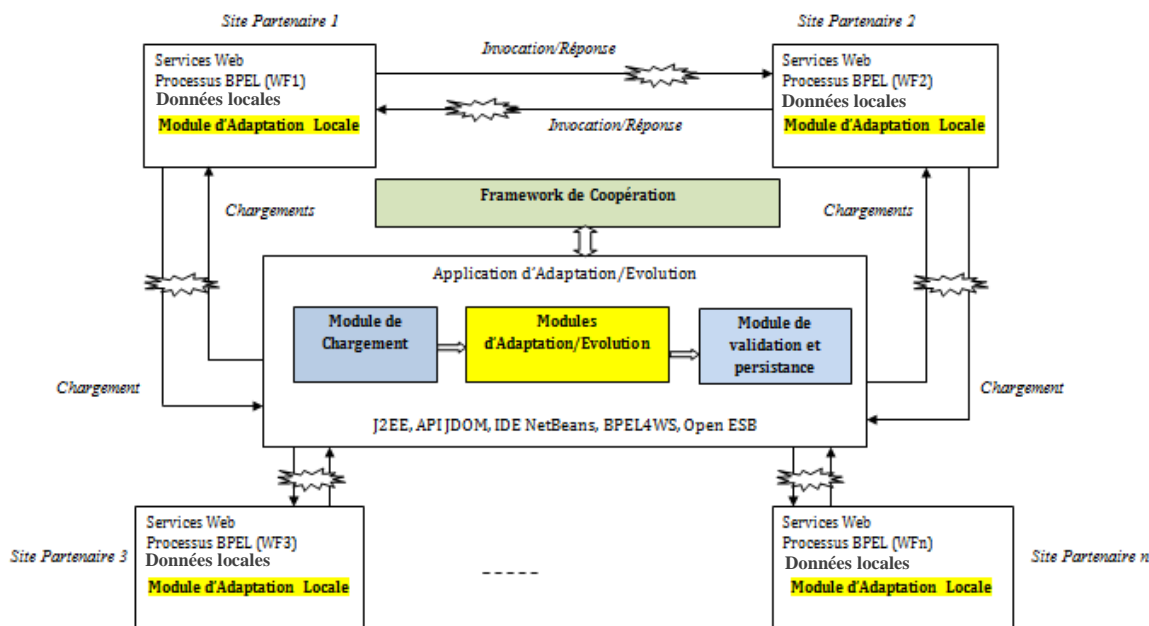 Site Partenaire 1
Site Partenaire 2
Services Web
Processus BPEL (WF1)
Données locales
Module d'Adaptation Locale
Invocation/Réponse
Invocation/Réponse
Services Web
Processus BPEL (WF2)
Données locales
Module d'Adaptation Locale
Chargements
Framework de Coopération
Chargements
Application d'Adaptation/Evolution
Module de
Chargement
Modules
d'Adaptation/Evolution
Module de
validation et
persistance
Chargement
Chargement
J2EE, API JDOM, IDE NetBeans, BPEL4WS, Open ESB
Site Partenaire 3
Services Web
Processus BPEL (WF3)
Données locales
Module d'Adaptation Locale
-----
Services Web
Processus BPEL (WFn)
Données locales
Module d'Adaptation Locale
Site Partenaire n